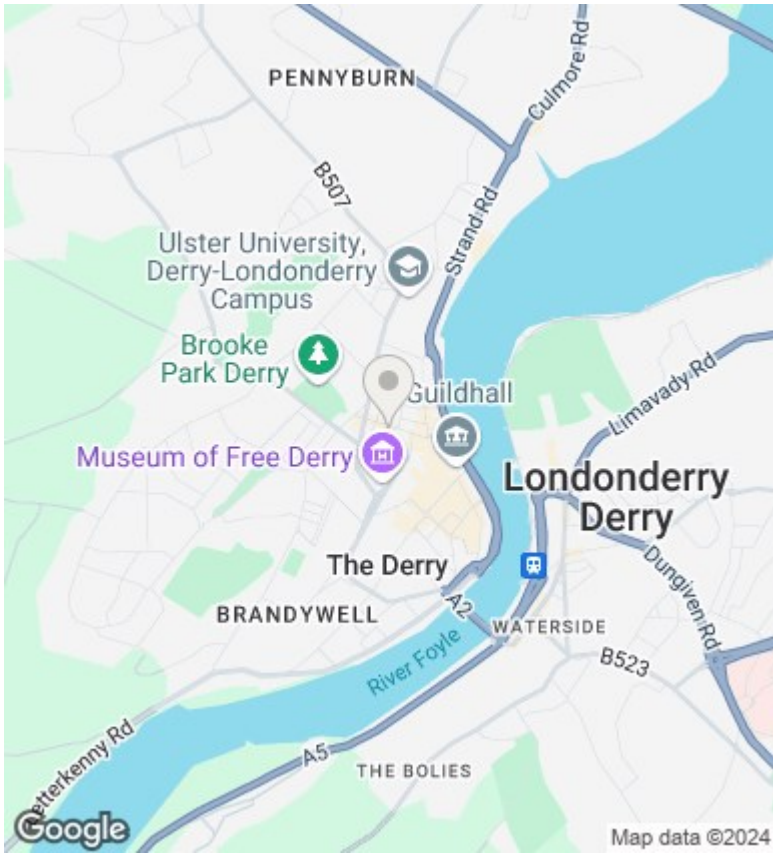 PENNYBURN
Culmore Rd
B507
Strand Rd
Ulster University,
Derry-Londonderry
Campus
Brooke
Park Derry
Guildhall
Limavady Rd
Museum of Free Derry
Londonderry
Derry
The Derry
Dungiven Rd
A2
BRANDYWELL
WATERSIDE
River Foyle
B523
Letterkenny Rd
A5
THE BOLIES
Google
Map data ©2024